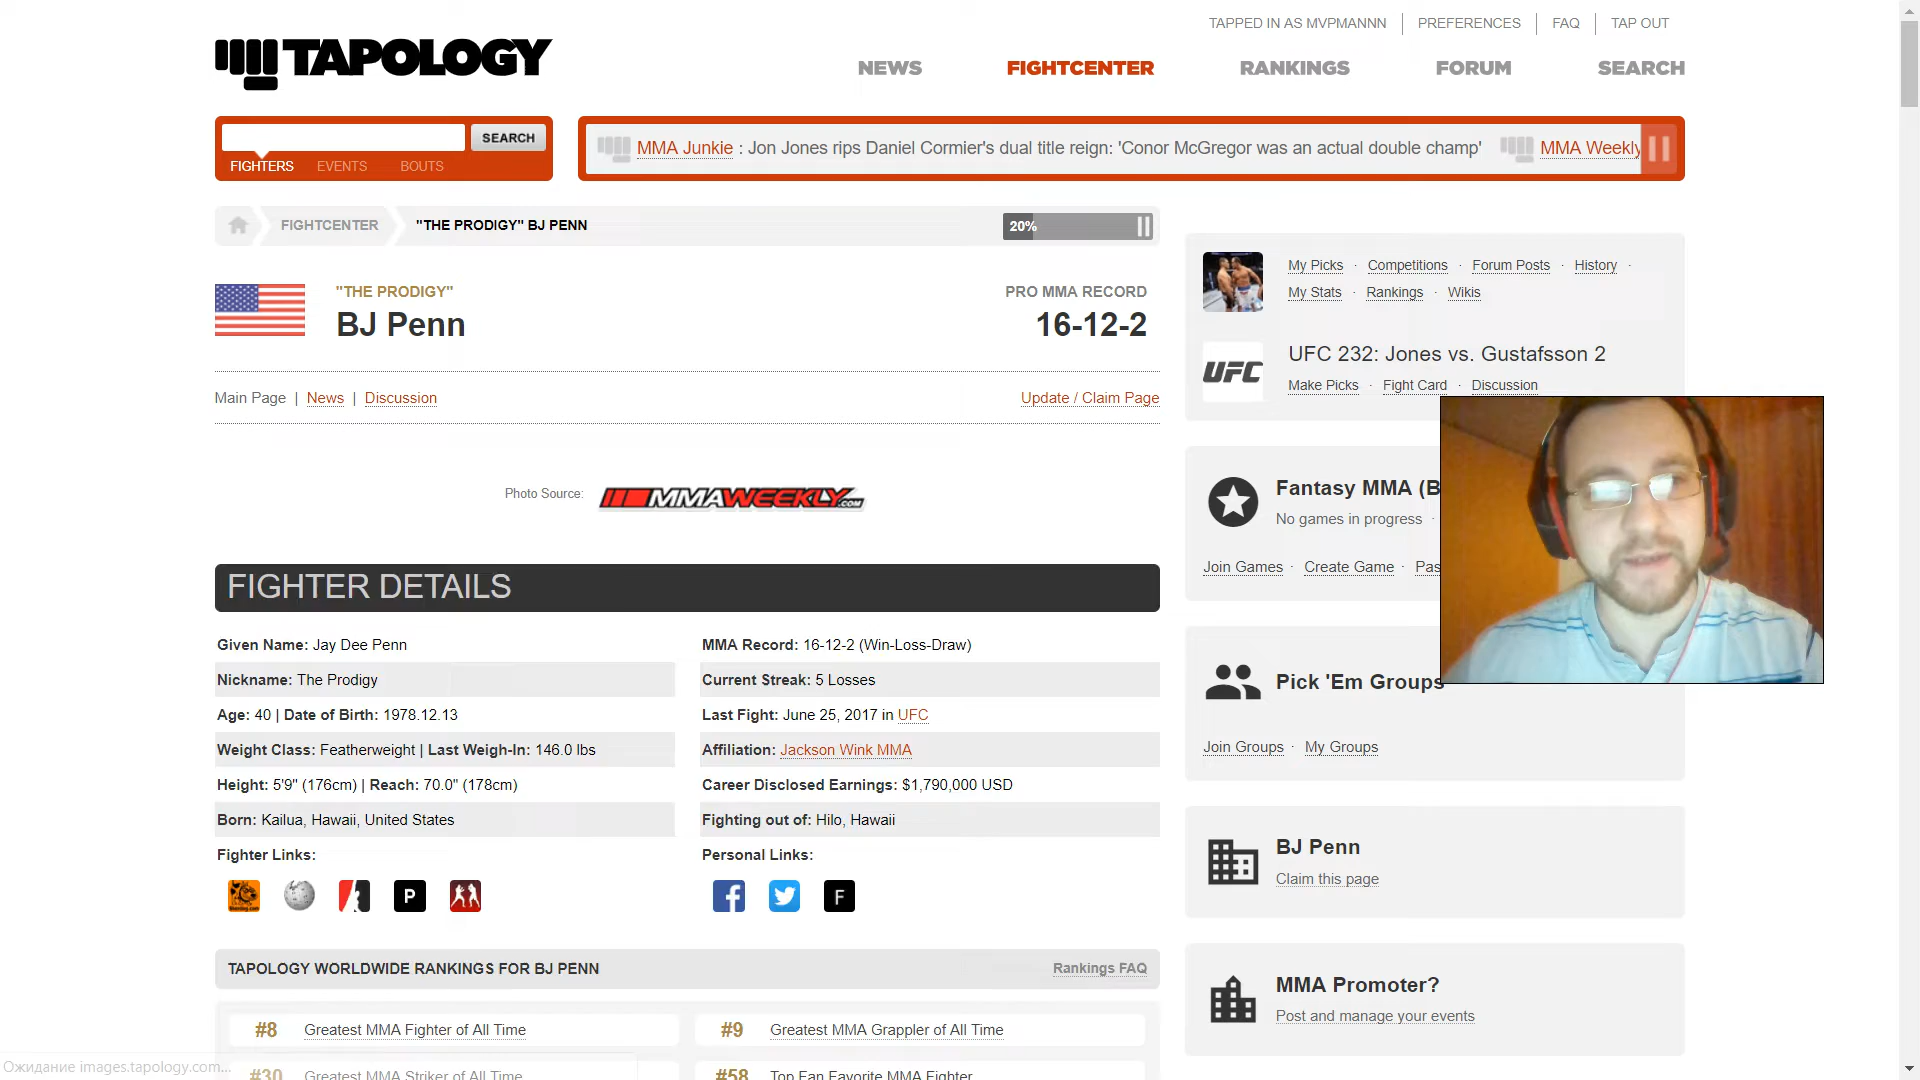 TAPPED IN AS MVPMANNN
PREFERENCES
FAQ
TAP OUT
TAPOLOGY
NEWS
FIGHTCENTER
RANKINGS
FORUM
SEARCH
SEARCH
FIGHTERS
EVENTS
BOUTS
MMA Junkie : Jon Jones rips Daniel Cormier's dual title reign: 'Conor McGregor was an actual double champ'
MMA Weekly
FIGHTCENTER
"THE PRODIGY" BJ PENN
20%
"THE PRODIGY"
BJ Penn
PRO MMA RECORD
16-12-2
Main Page | News | Discussion
Update / Claim Page
Photo Source:
MMAWEEKLY.COM
FIGHTER DETAILS
Given Name: Jay Dee Penn
MMA Record: 16-12-2 (Win-Loss-Draw)
Nickname: The Prodigy
Current Streak: 5 Losses
Age: 40 | Date of Birth: 1978.12.13
Last Fight: June 25, 2017 in UFC
Weight Class: Featherweight | Last Weigh-In: 146.0 lbs
Affiliation: Jackson Wink MMA
Height: 5'9" (176cm) | Reach: 70.0" (178cm)
Career Disclosed Earnings: $1,790,000 USD
Born: Kailua, Hawaii, United States
Fighting out of: Hilo, Hawaii
Fighter Links:
Personal Links:
P
F
TAPOLOGY WORLDWIDE RANKINGS FOR BJ PENN
Rankings FAQ
#8 Greatest MMA Fighter of All Time
#9 Greatest MMA Grappler of All Time
#30 Greatest MMA Striker of All Time
#58 Top Fan Favorite MMA Fighter
Ожидание images.tapology.com...
My Picks · Competitions · Forum Posts · History ·
My Stats · Rankings · Wikis
UFC
UFC 232: Jones vs. Gustafsson 2
Make Picks · Fight Card · Discussion
Fantasy MMA (B
No games in progress ·
Join Games · Create Game · Pas
Pick 'Em Groups
Join Groups · My Groups
BJ Penn
Claim this page
MMA Promoter?
Post and manage your events